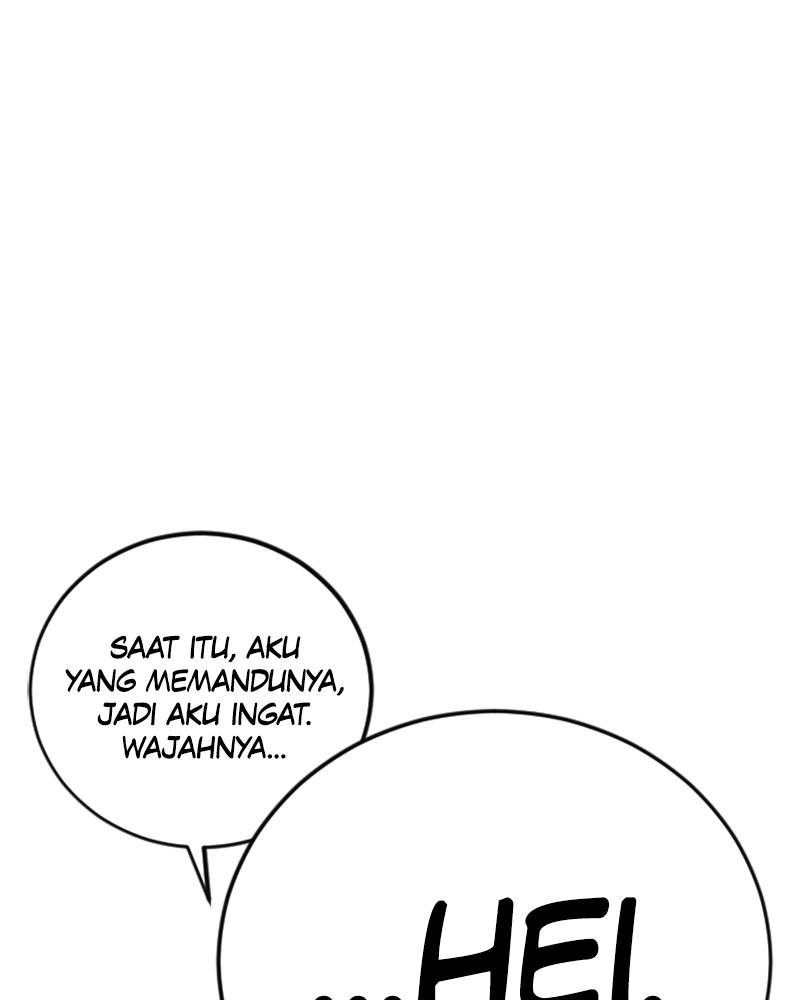 SAAT ITU, AKU
YANG MEMANDUNYA,
JADI AKU INGAT.
WAJAHNYA...
...HEI.